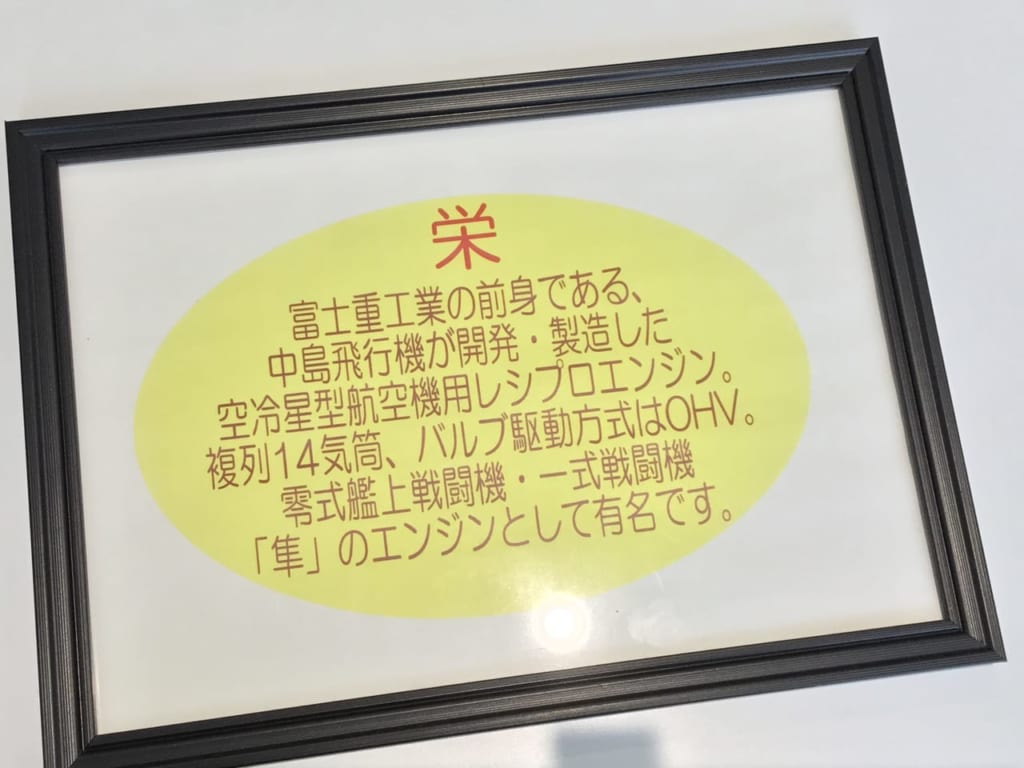 栄
富士重工業の前身である、
中島飛行機が開発・製造した
空冷星型航空機用レシプロエンジン。
複列14気筒、バルブ駆動方式はOHV。
零式艦上戦闘機・一式戦闘機
「隼」のエンジンとして有名です。